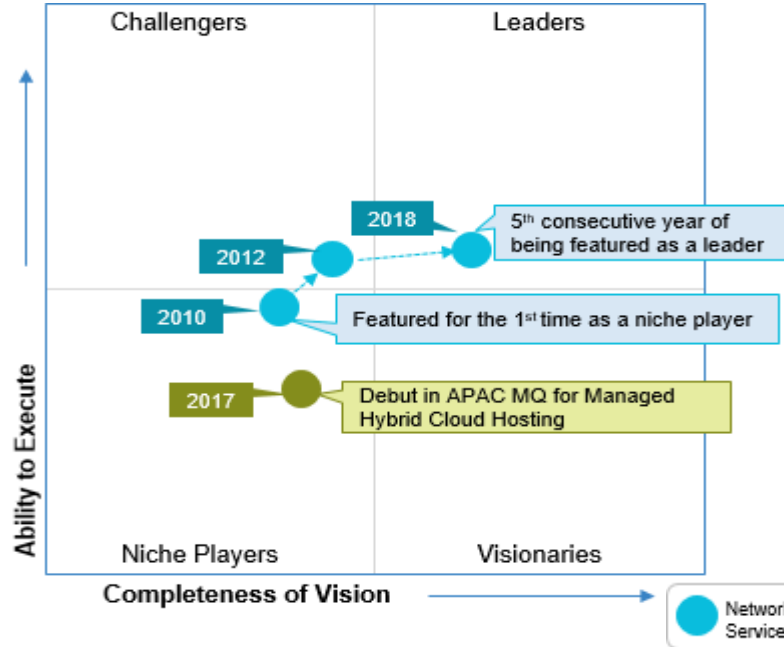 Challengers
Leaders
2018
5th consecutive year of
being featured as a leader
2012
2010
Featured for the 1st time as a niche player
2017
Debut in APAC MQ for Managed
Hybrid Cloud Hosting
Ability to Execute
Niche Players
Visionaries
Completeness of Vision
Network
Service